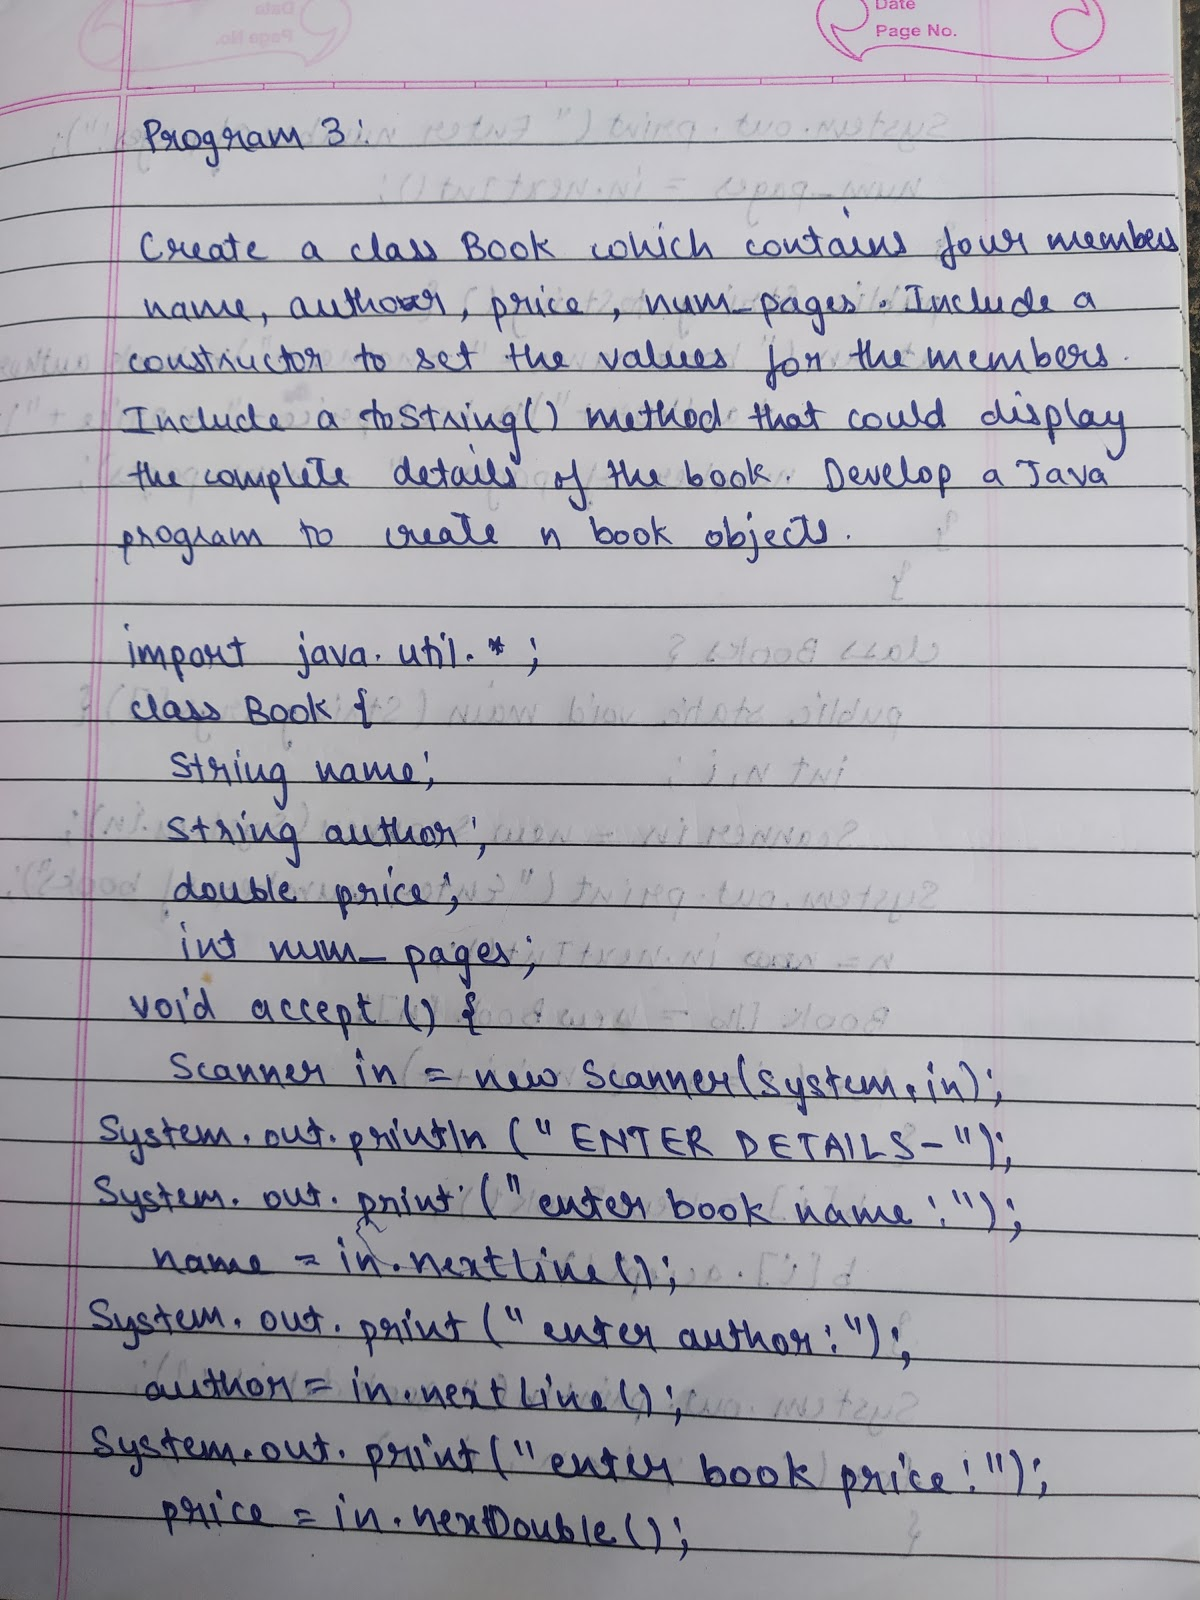 Date
Page No.
Program 3:
Create a class Book which contains four members
name, author, price, num_pages. Include a
constructor to set the values for the members.
Include a toString() method that could display
the complete details of the book. Develop a Java
program to create n book objects.
import java.util.*;
class Book {
String name;
String author;
double price;
int num_pages;
void accept() {
Scanner in = new Scanner(System.in);
System.out.println("ENTER DETAILS-");
System.out.print("enter book name:");
name = in.nextLine();
System.out.print("enter author:");
author = in.nextLine();
System.out.print("enter book price:");
price = in.nextDouble();